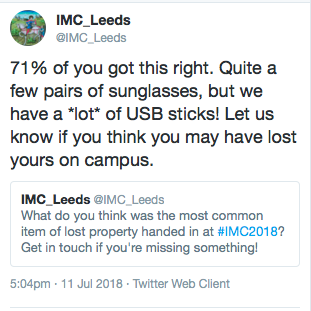 IMC_Leeds
@IMC_Leeds
71% of you got this right. Quite a
few pairs of sunglasses, but we
have a *lot* of USB sticks! Let us
know if you think you may have lost
yours on campus.
IMC_Leeds @IMC_Leeds
What do you think was the most common
item of lost property handed in at #IMC2018?
Get in touch if you're missing something!
5:04pm · 11 Jul 2018 · Twitter Web Client